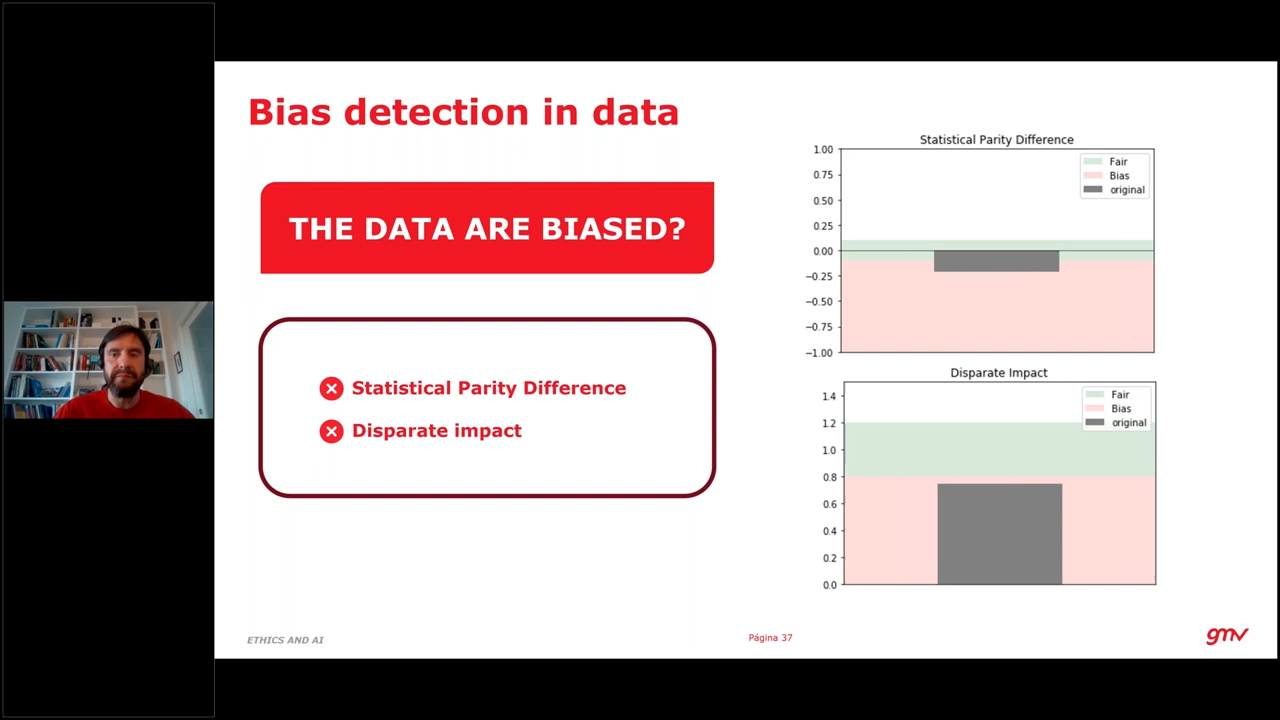 Bias detection in data
THE DATA ARE BIASED?
Statistical Parity Difference
Disparate impact
Statistical Parity Difference
1.00
0.75
0.50
0.25
0.00
−0.25
−0.50
−0.75
−1.00
Fair
Bias
original
Disparate Impact
1.4
1.2
1.0
0.8
0.6
0.4
0.2
0.0
Fair
Bias
original
ETHICS AND AI
Página 37
gmv